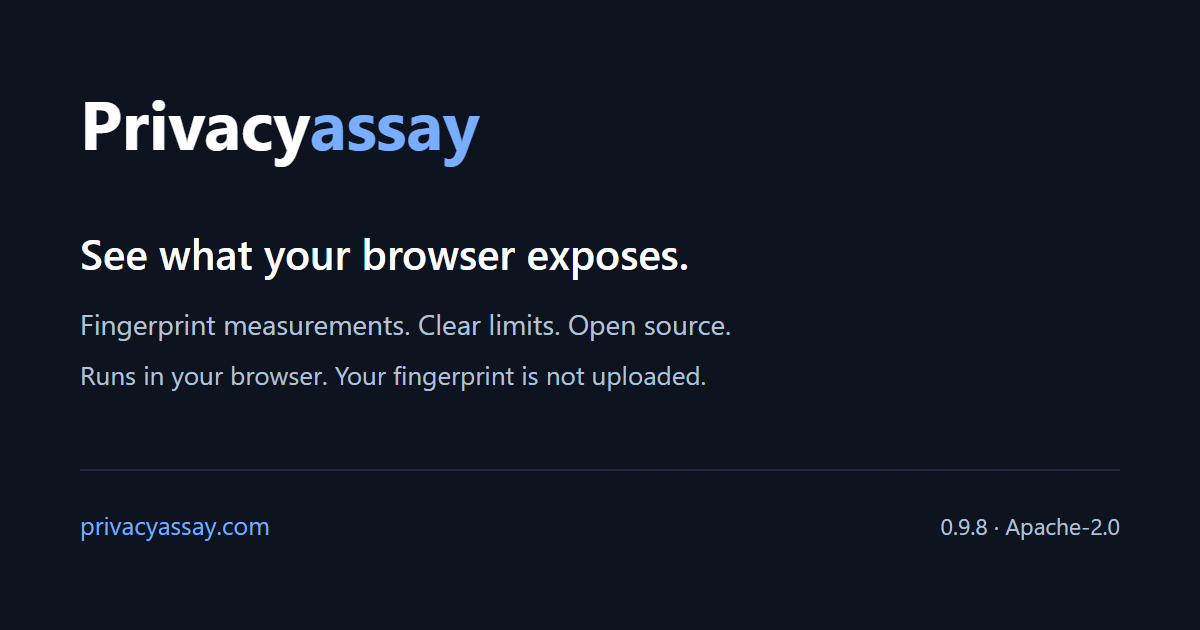 Privacyassay
See what your browser exposes.
Fingerprint measurements. Clear limits. Open source.
Runs in your browser. Your fingerprint is not uploaded.
privacyassay.com
0.9.8 · Apache-2.0